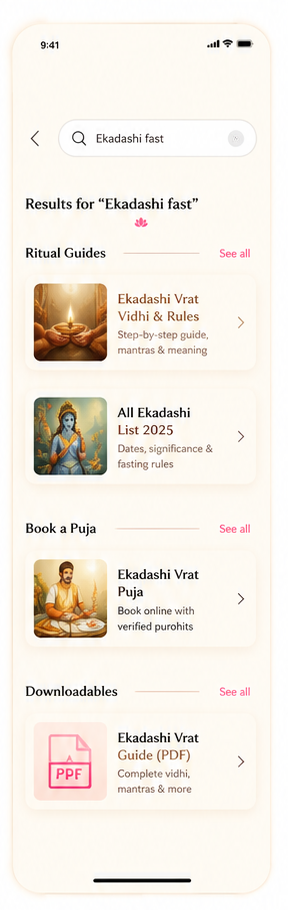 9:41
Ekadashi fast
Results for “Ekadashi fast”
Ritual Guides
See all
Ekadashi Vrat
Vidhi & Rules
Step-by-step guide,
mantras & meaning
All Ekadashi
List 2025
Dates, significance &
fasting rules
Book a Puja
See all
Ekadashi Vrat
Puja
Book online with
verified purohits
Downloadables
See all
PPF
Ekadashi Vrat
Guide (PDF)
Complete vidhi,
mantras & more